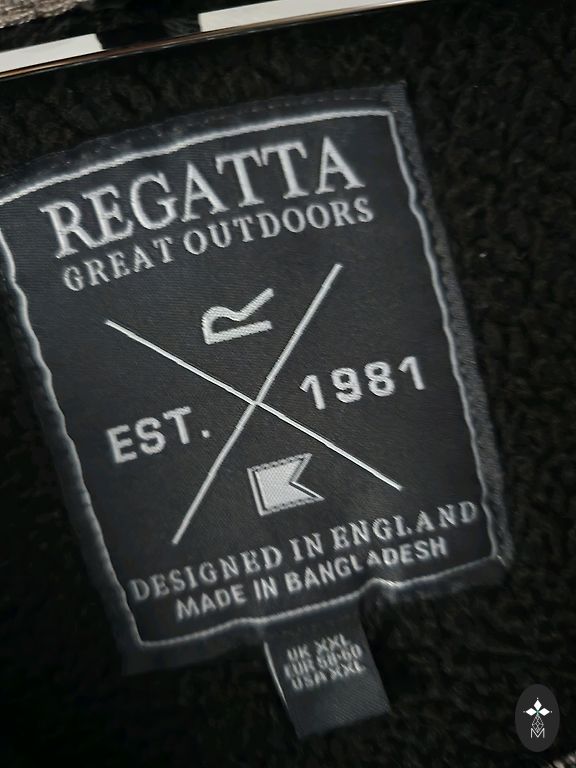 REGATTA
GREAT OUTDOORS
R
EST. 1981
DESIGNED IN ENGLAND
MADE IN BANGLADESH
UK XXL
EUR 58-60
USA XXL
M